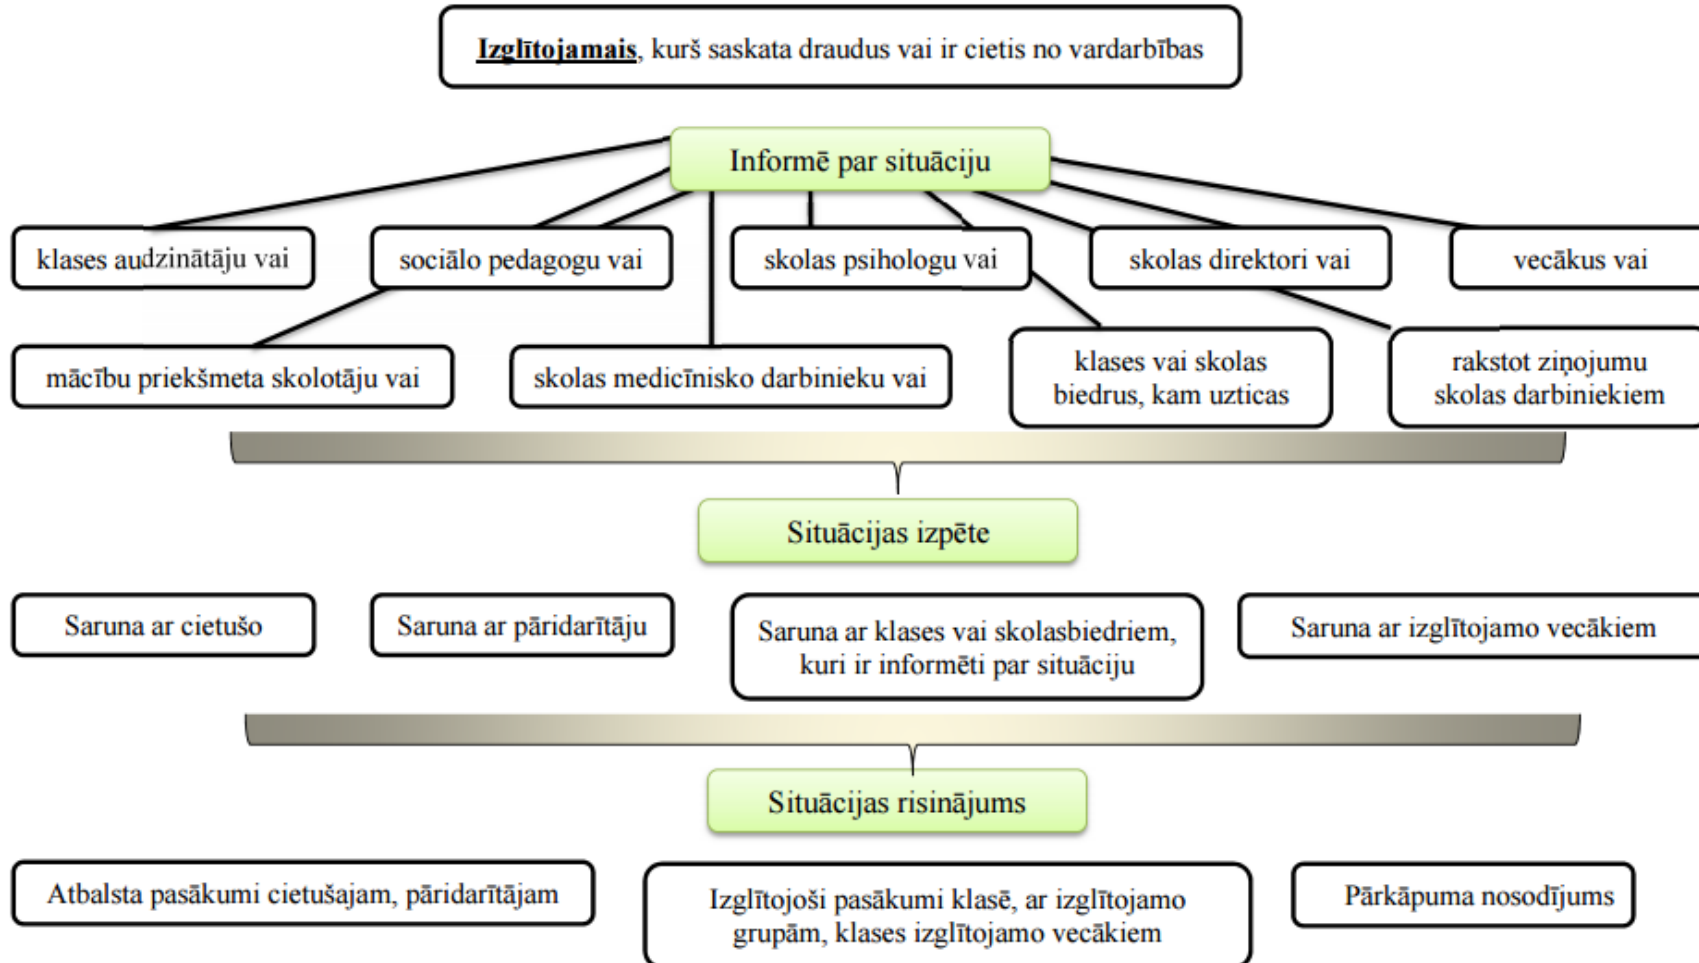 Izglītojamais, kurš saskata draudus vai ir cietis no vardarbības
Informē par situāciju
klases audzinātāju vai
sociālo pedagogu vai
skolas psihologu vai
skolas direktori vai
vecākus vai
mācību priekšmeta skolotāju vai
skolas medicīnisko darbinieku vai
klases vai skolas
biedrus, kam uzticas
rakstot ziņojumu
skolas darbiniekiem
Situācijas izpēte
Saruna ar cietušo
Saruna ar pāridarītāju
Saruna ar klases vai skolasbiedriem,
kuri ir informēti par situāciju
Saruna ar izglītojamo vecākiem
Situācijas risinājums
Atbalsta pasākumi cietušajam, pāridarītājam
Izglītojoši pasākumi klasē, ar izglītojamo
grupām, klases izglītojamo vecākiem
Pārkāpuma nosodījums